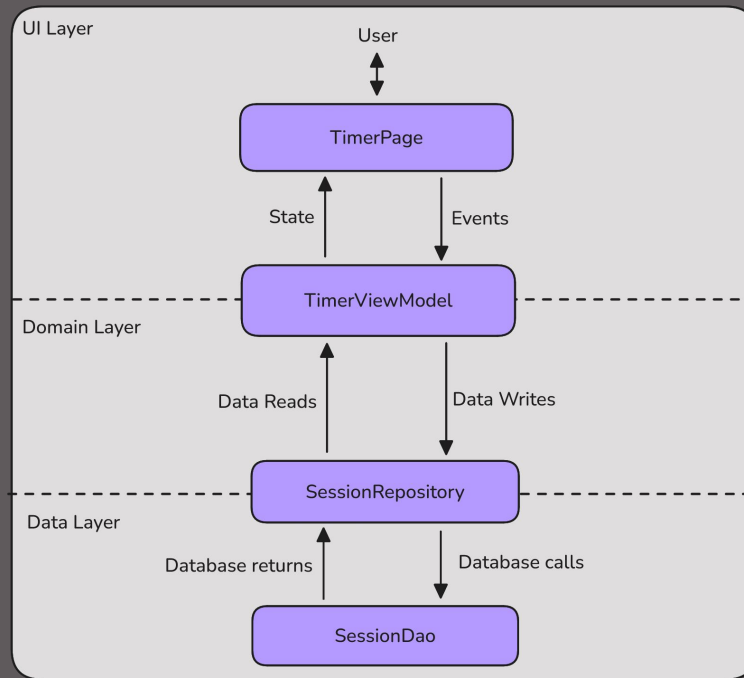 UI Layer
User
TimerPage
State
Events
TimerViewModel
Domain Layer
Data Reads
Data Writes
SessionRepository
Data Layer
Database returns
Database calls
SessionDao